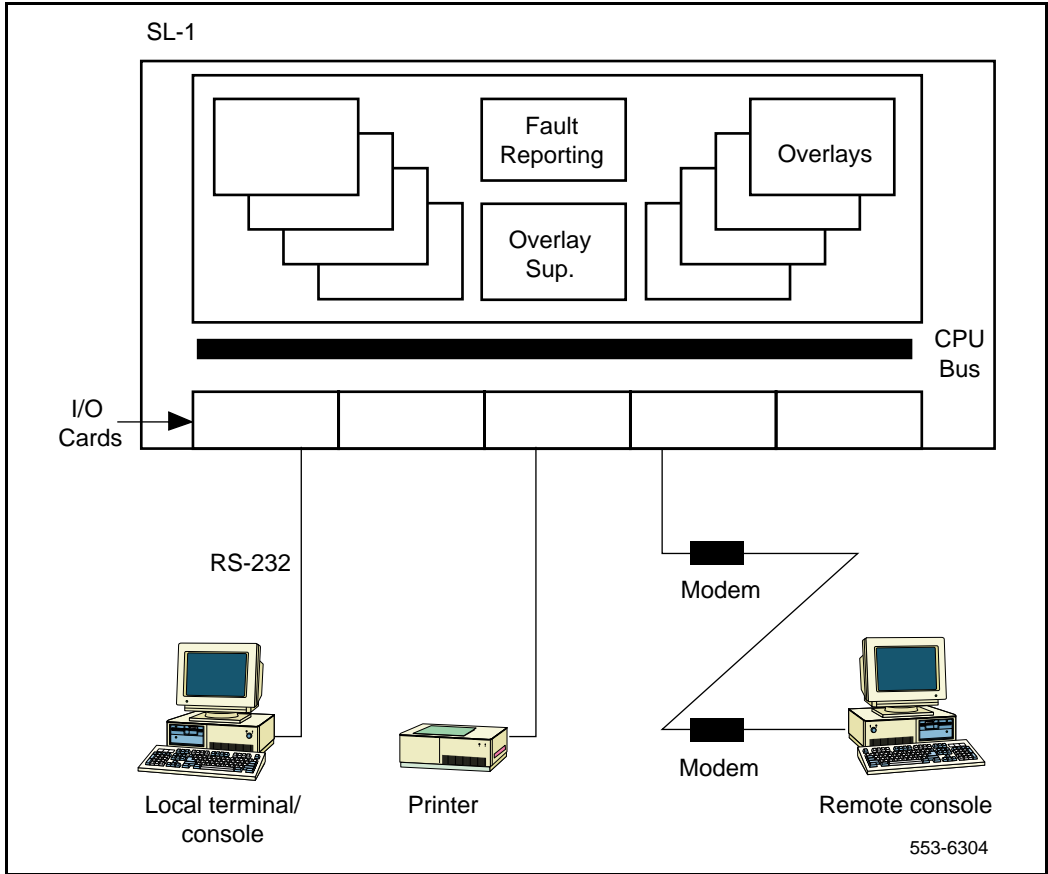 SL-1
Fault
Reporting
Overlays
Overlay
Sup.
CPU
Bus
I/O
Cards
RS-232
Modem
Modem
Local terminal/
console
Printer
Remote console
553-6304